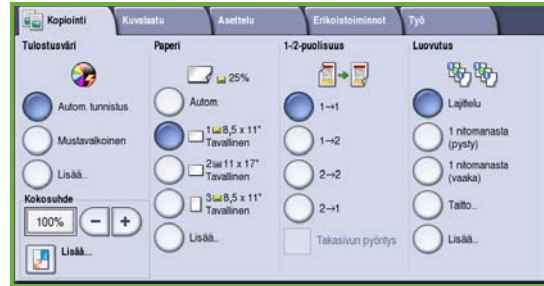 Kopiointi
Kuvalaatu
Asettelu
Erikoistoiminnot
Työ
Tulostusväri
Autom. tunnistus
Mustavalkoinen
Lisää...
Kokosuhde
100%
- +
Lisää...
Paperi
25%
Autom.
1 8,5 x 11"
Tavallinen
2 11 x 17"
Tavallinen
3 8,5 x 11"
Tavallinen
Lisää...
1-/2-puolisuus
1→1
1→2
2→2
2→1
Takasivun pyöritys
Luovutus
Lajittelu
1 nitomanasta
(pysty)
1 nitomanasta
(vaaka)
Taitto...
Lisää...